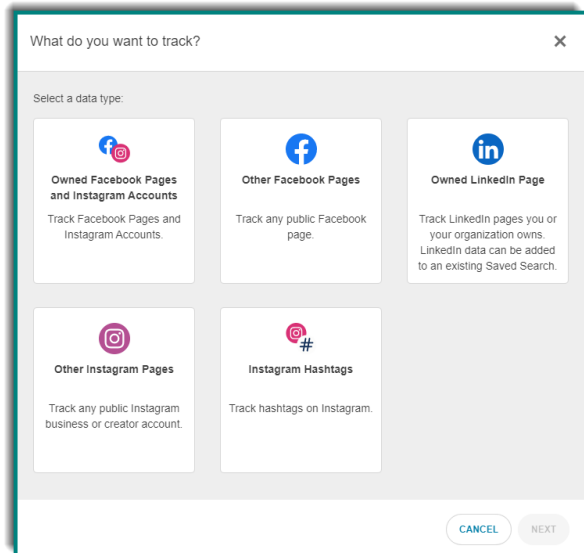 What do you want to track?
Select a data type:
Owned Facebook Pages
and Instagram Accounts
Track Facebook Pages and
Instagram Accounts.
Other Facebook Pages
Track any public Facebook
page.
Owned LinkedIn Page
Track LinkedIn pages you or
your organization owns.
LinkedIn data can be added
to an existing Saved Search.
Other Instagram Pages
Track any public Instagram
business or creator account.
Instagram Hashtags
Track hashtags on Instagram.
CANCEL NEXT